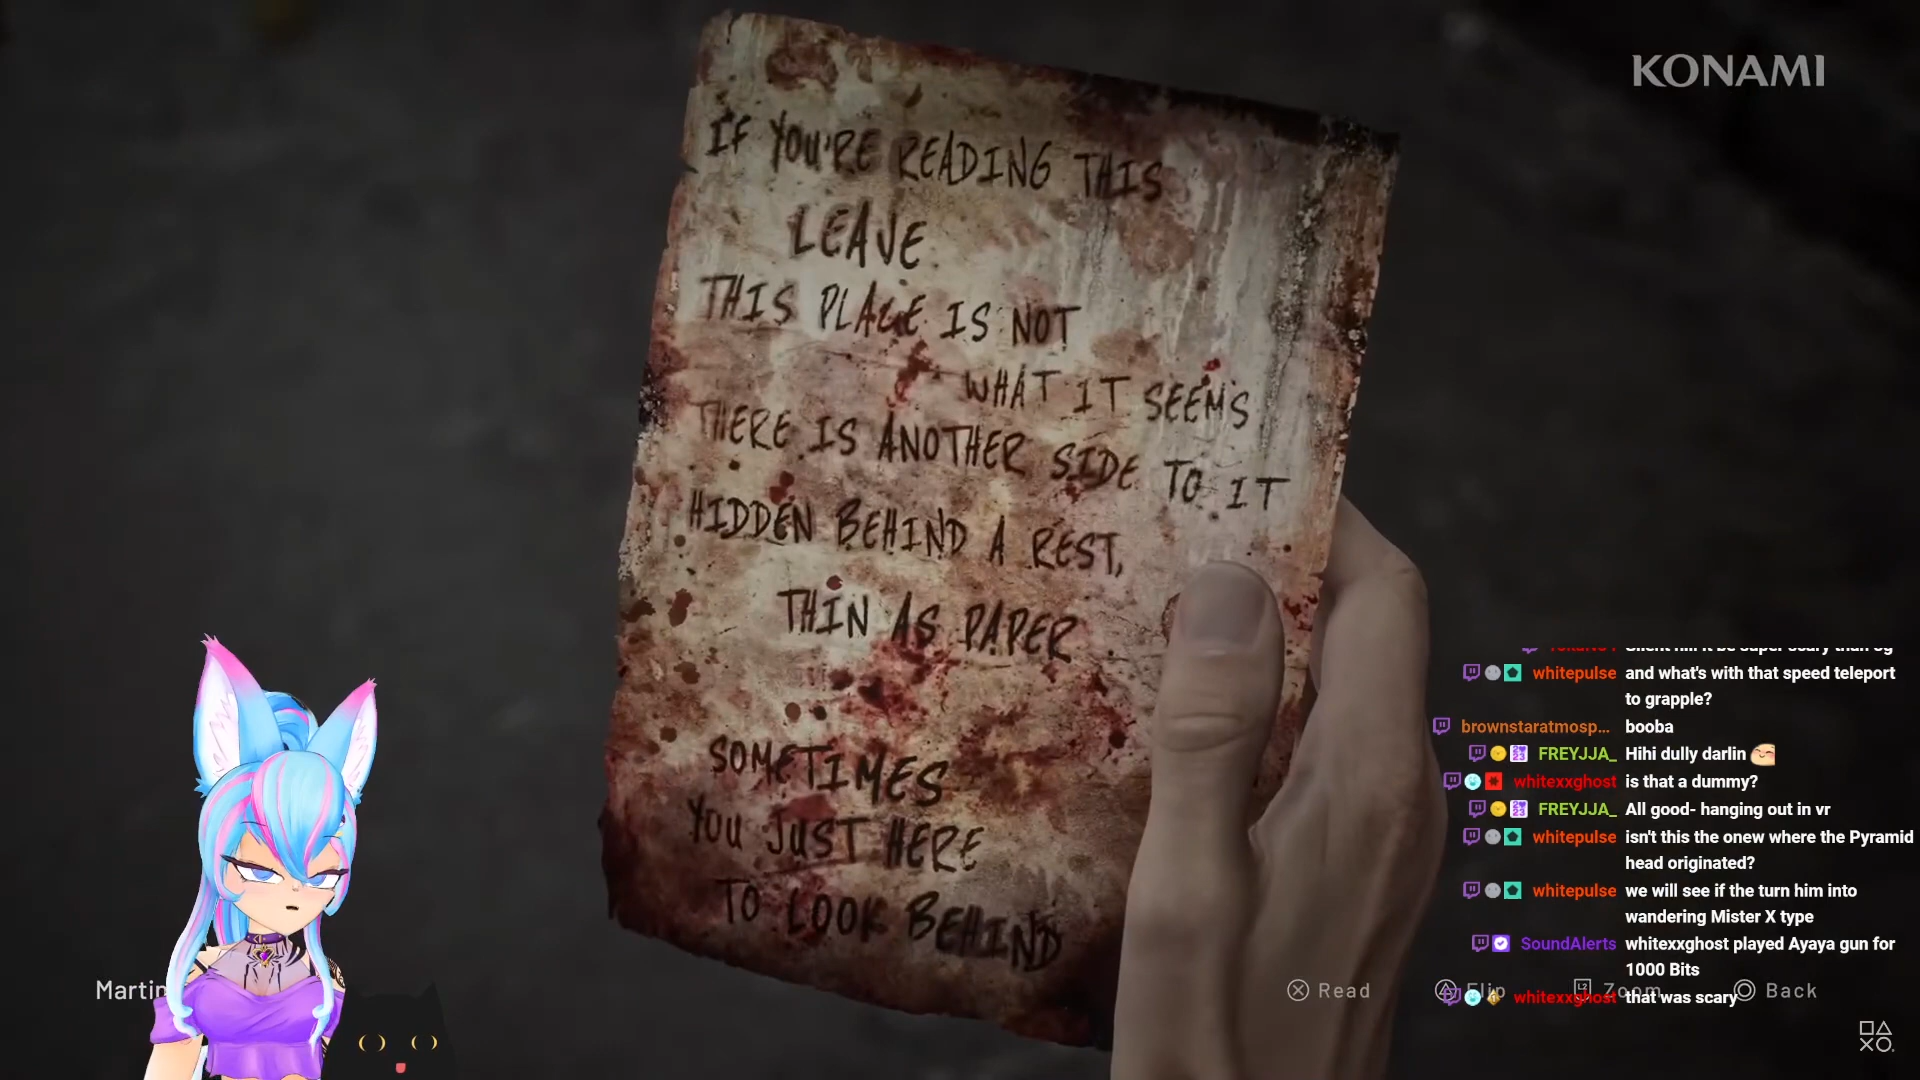 KONAMI
IF YOU'RE READING THIS
LEAVE
THIS PLACE IS NOT
WHAT IT SEEMS
THERE IS ANOTHER SIDE TO IT
HIDDEN BEHIND A REST,
THIN AS PAPER
SOMETIMES
YOU JUST HERE
TO LOOK BEHIND
Martin
Read
Flip
Zoom
Back
whitepulse and what's with that speed teleport
to grapple?
brownstaratmosp... booba
FREYJJA_ Hihi dully darlin
whitexxghost is that a dummy?
FREYJJA_ All good- hanging out in vr
whitepulse isn't this the onew where the Pyramid
head originated?
whitepulse we will see if the turn him into
wandering Mister X type
SoundAlerts whitexxghost played Ayaya gun for
1000 Bits
whitexxghost that was scary